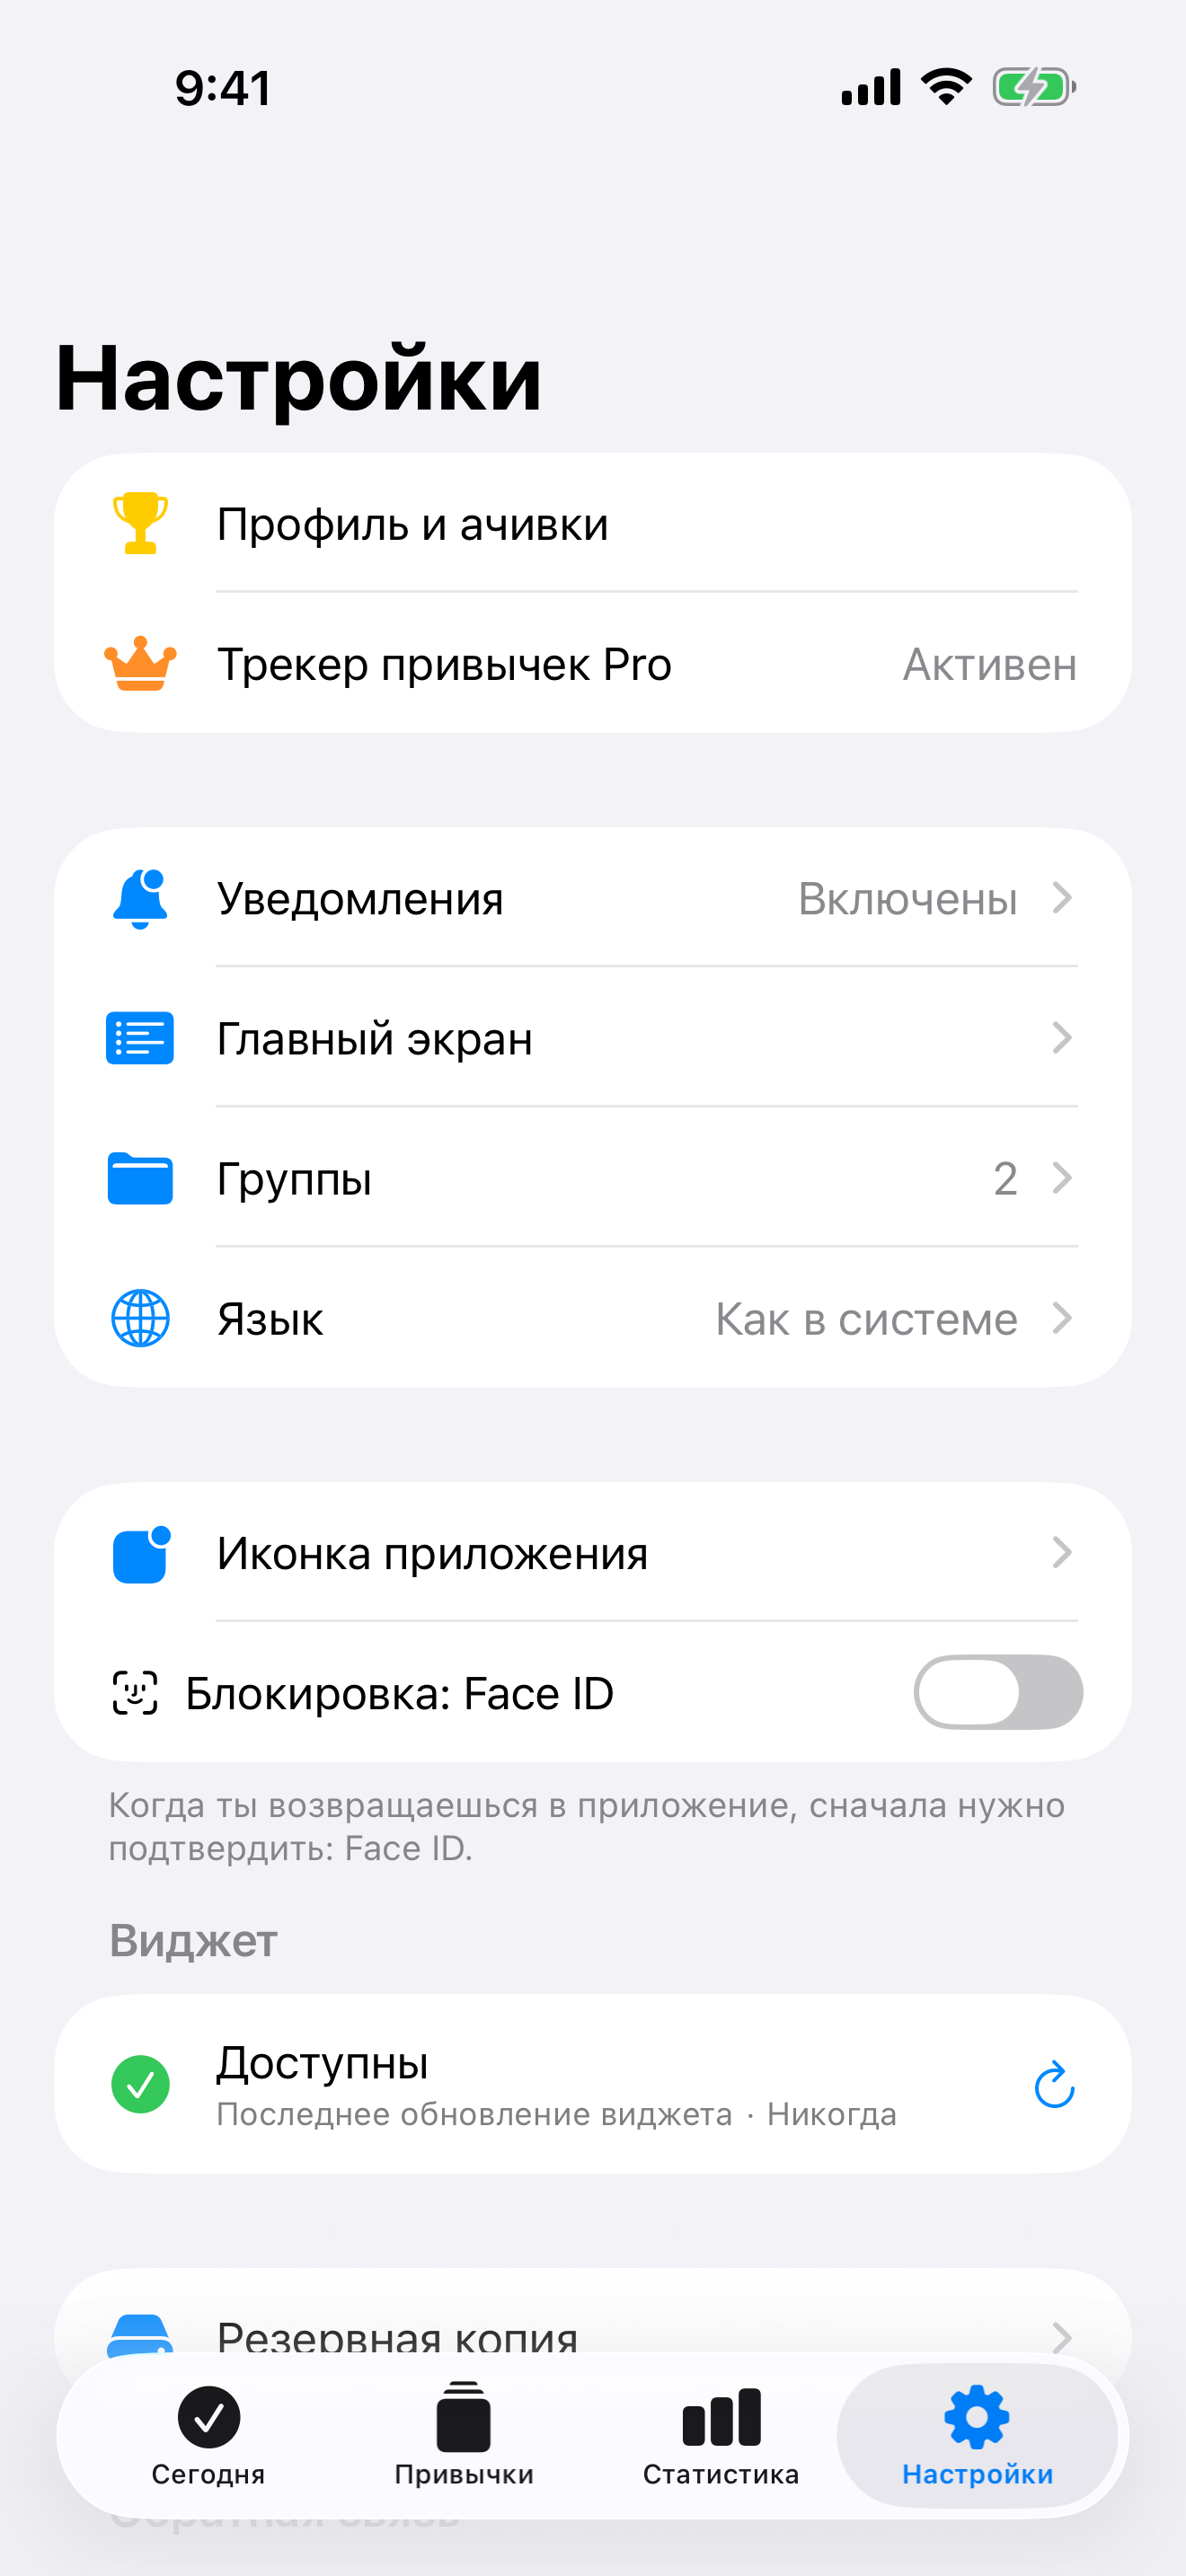 9:41
Настройки
Профиль и ачивки
Трекер привычек Pro Активен
Уведомления Включены
Главный экран
Группы 2
Язык Как в системе
Иконка приложения
Блокировка: Face ID
Когда ты возвращаешься в приложение, сначала нужно
подтвердить: Face ID.
Виджет
Доступны
Последнее обновление виджета · Никогда
Резервная копия
Сегодня Привычки Статистика Настройки
Обратная связь